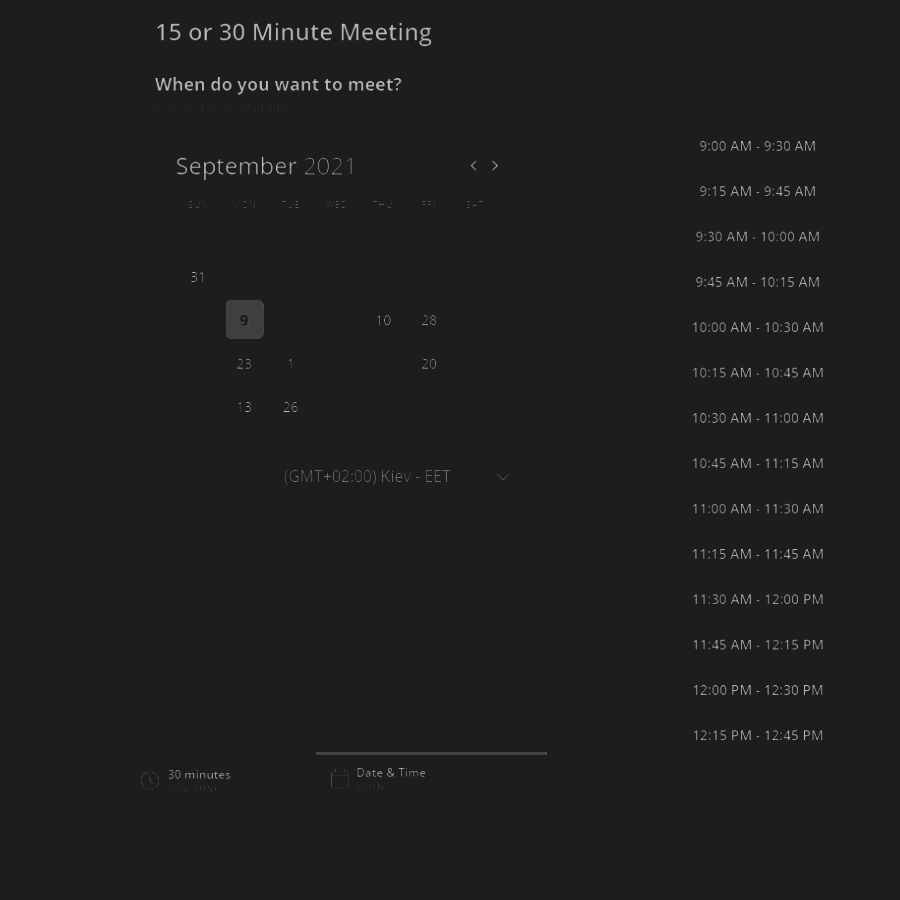 15 or 30 Minute Meeting
When do you want to meet?
September 2021
SUN MON TUE WED THU FRI SAT
31
9 10 28
23 1 20
13 26
(GMT+02:00) Kiev - EET
9:00 AM - 9:30 AM
9:15 AM - 9:45 AM
9:30 AM - 10:00 AM
9:45 AM - 10:15 AM
10:00 AM - 10:30 AM
10:15 AM - 10:45 AM
10:30 AM - 11:00 AM
10:45 AM - 11:15 AM
11:00 AM - 11:30 AM
11:15 AM - 11:45 AM
11:30 AM - 12:00 PM
11:45 AM - 12:15 PM
12:00 PM - 12:30 PM
12:15 PM - 12:45 PM
30 minutes
Date & Time